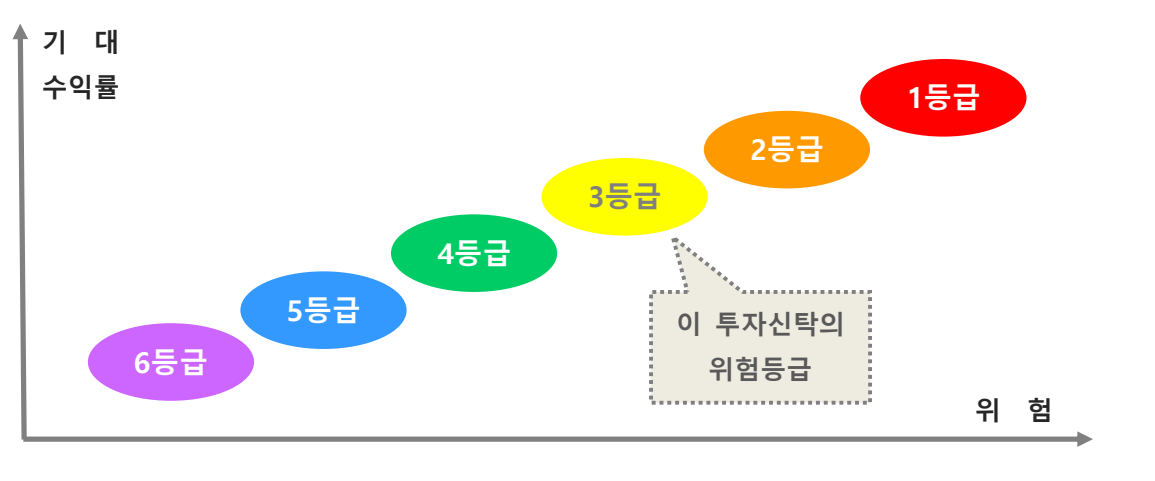 기 대
수익률
1등급
2등급
3등급
4등급
5등급
6등급
이 투자신탁의
위험등급
위 험